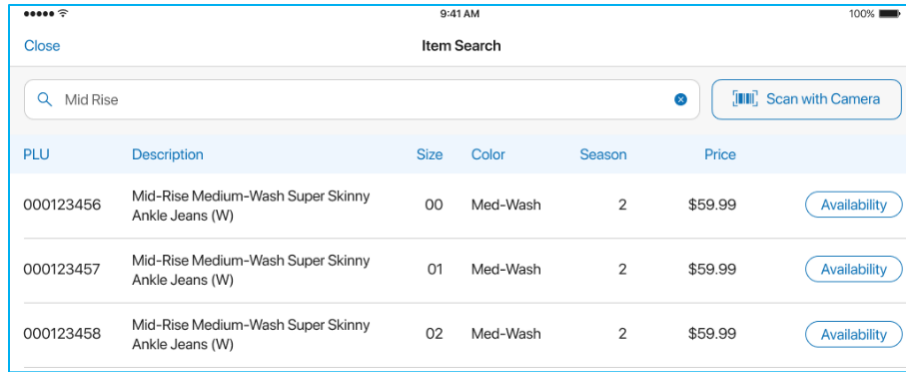 9:41 AM
100%
Close
Item Search
Mid Rise
Scan with Camera
PLU Description Size Color Season Price
000123456 Mid-Rise Medium-Wash Super Skinny Ankle Jeans (W) 00 Med-Wash 2 $59.99 Availability
000123457 Mid-Rise Medium-Wash Super Skinny Ankle Jeans (W) 01 Med-Wash 2 $59.99 Availability
000123458 Mid-Rise Medium-Wash Super Skinny Ankle Jeans (W) 02 Med-Wash 2 $59.99 Availability